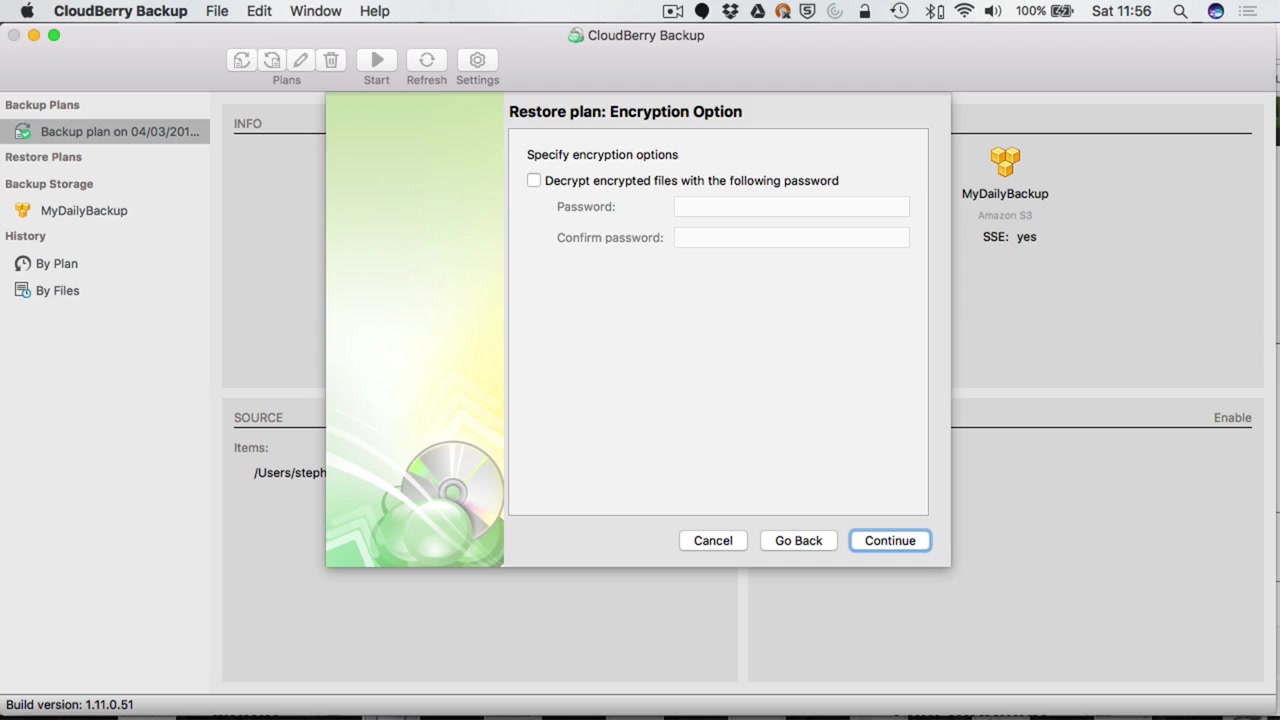 CloudBerry Backup File Edit Window Help 100% Sat 11:56
CloudBerry Backup
Plans Start Refresh Settings
Backup Plans
Backup plan on 04/03/201...
Restore Plans
Backup Storage
MyDailyBackup
History
By Plan
By Files
INFO
Restore plan: Encryption Option
Specify encryption options
Decrypt encrypted files with the following password
Password:
Confirm password:
Cancel Go Back Continue
MyDailyBackup
Amazon S3
SSE: yes
SOURCE
Items:
/Users/steph
Enable
Build version: 1.11.0.51